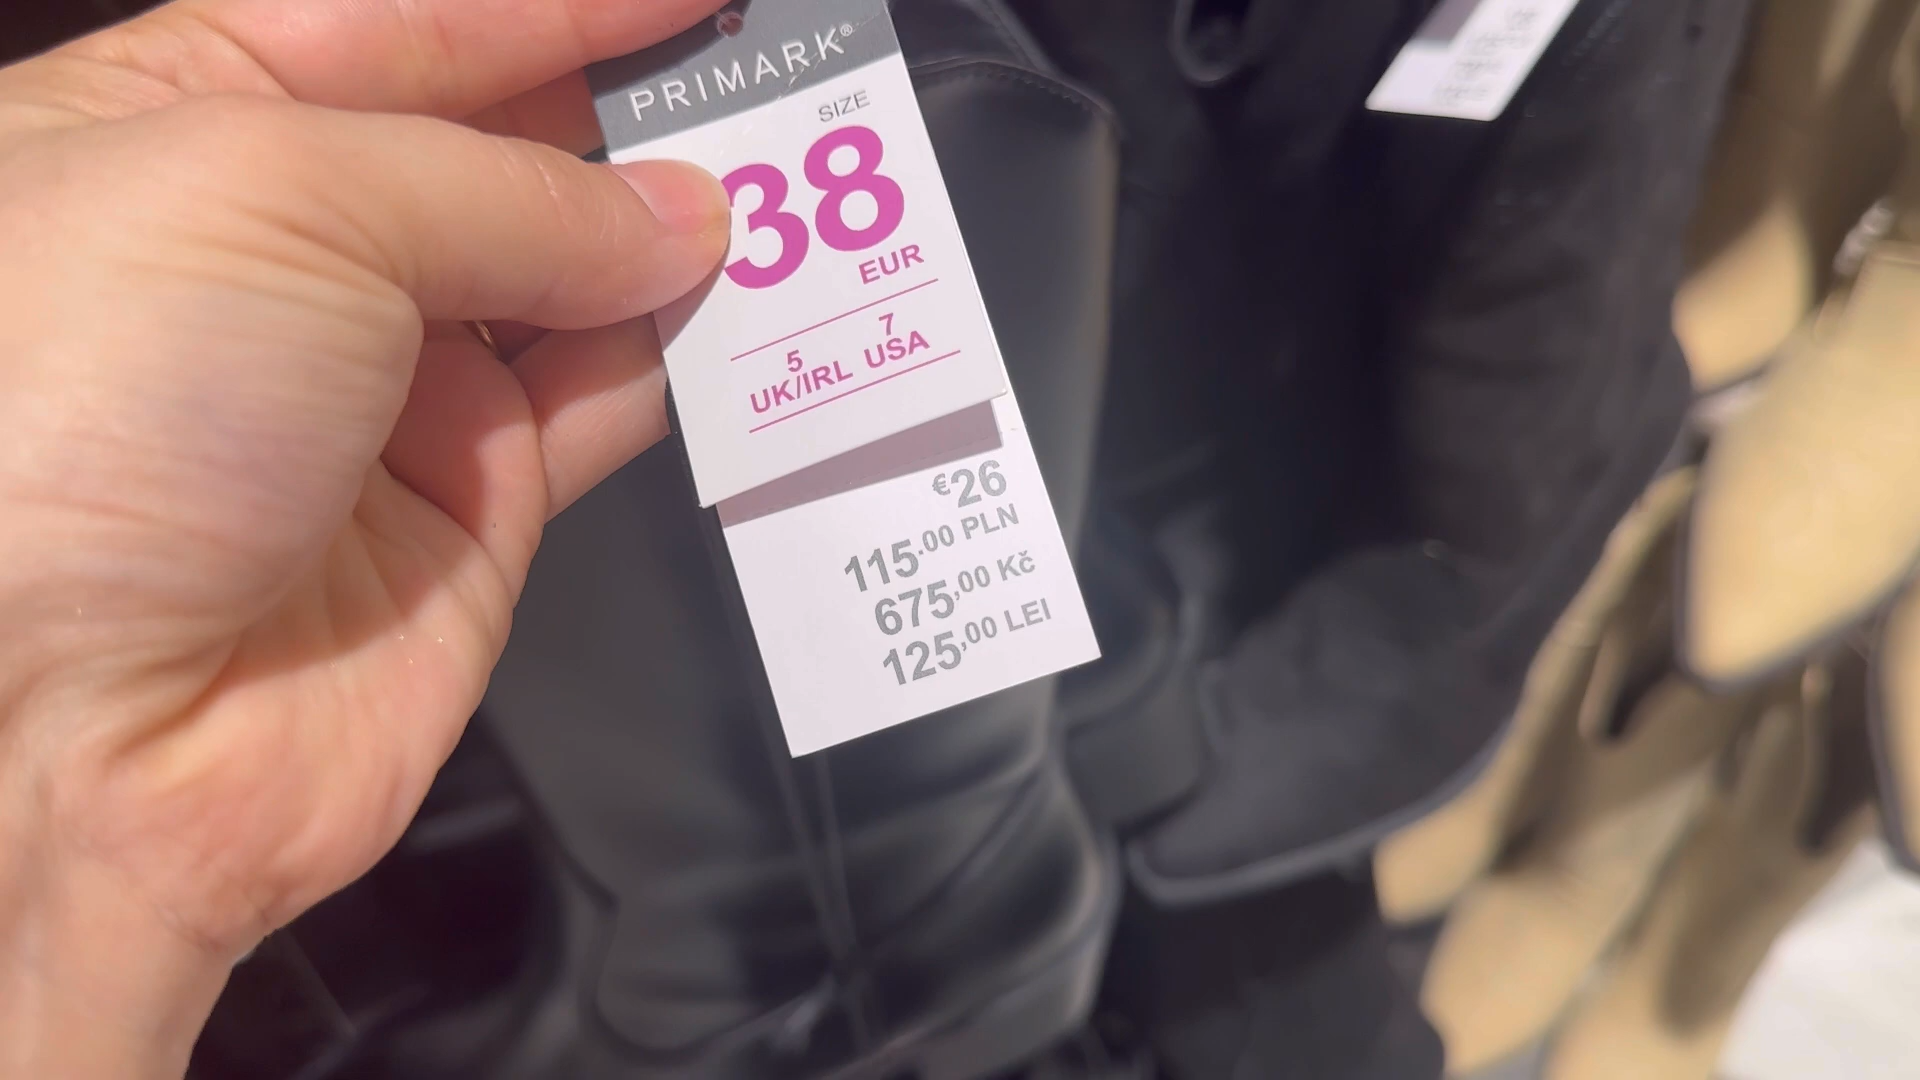 PRIMARK®
SIZE
38
EUR
5 7
UK/IRL USA
€26
115.00 PLN
675,00 Kč
125,00 LEI